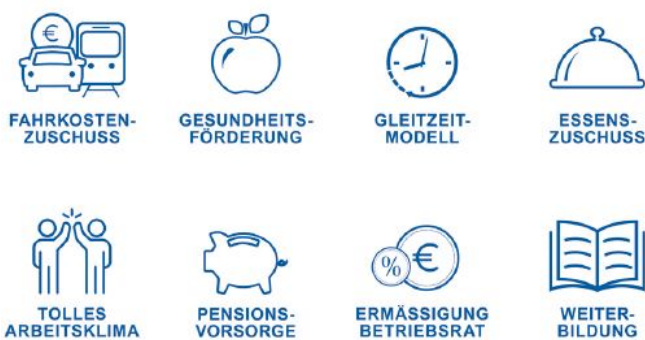 €
FAHRKOSTEN-
ZUSCHUSS
GESUNDHEITS-
FÖRDERUNG
GLEITZEIT-
MODELL
ESSENS-
ZUSCHUSS
TOLLES
ARBEITSKLIMA
PENSIONS-
VORSORGE
% €
ERMÄSSIGUNG
BETRIEBSRAT
WEITER-
BILDUNG